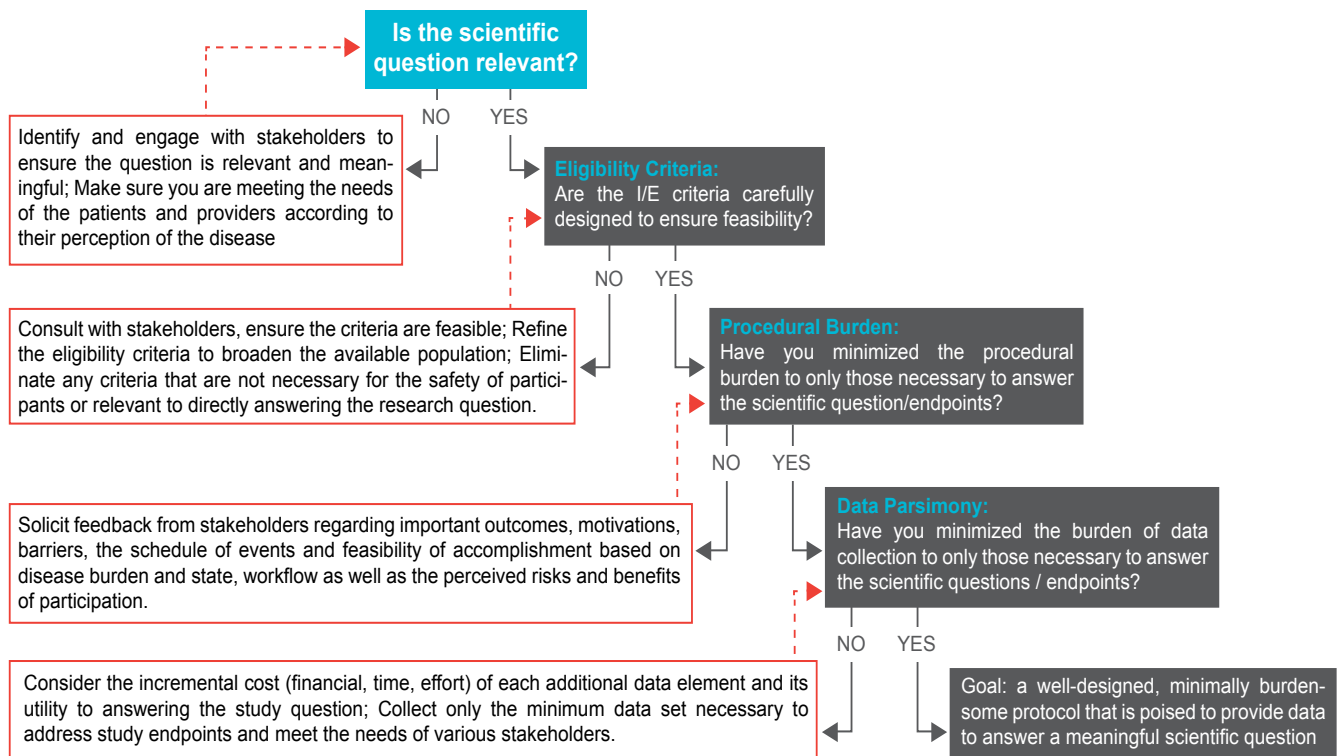 Is the scientific
question relevant?
NO
YES
Identify and engage with stakeholders to
ensure the question is relevant and mean-
ingful; Make sure you are meeting the needs
of the patients and providers according to
their perception of the disease
Eligibility Criteria:
Are the I/E criteria carefully
designed to ensure feasibility?
NO
YES
Consult with stakeholders, ensure the criteria are feasible; Refine
the eligibility criteria to broaden the available population; Elimi-
nate any criteria that are not necessary for the safety of partici-
pants or relevant to directly answering the research question.
Procedural Burden:
Have you minimized the procedural
burden to only those necessary to answer
the scientific question/endpoints?
NO
YES
Solicit feedback from stakeholders regarding important outcomes, motivations,
barriers, the schedule of events and feasibility of accomplishment based on
disease burden and state, workflow as well as the perceived risks and benefits
of participation.
Data Parsimony:
Have you minimized the burden of data
collection to only those necessary to answer
the scientific questions / endpoints?
NO
YES
Consider the incremental cost (financial, time, effort) of each additional data element and its
utility to answering the study question; Collect only the minimum data set necessary to
address study endpoints and meet the needs of various stakeholders.
Goal: a well-designed, minimally burden-
some protocol that is poised to provide data
to answer a meaningful scientific question